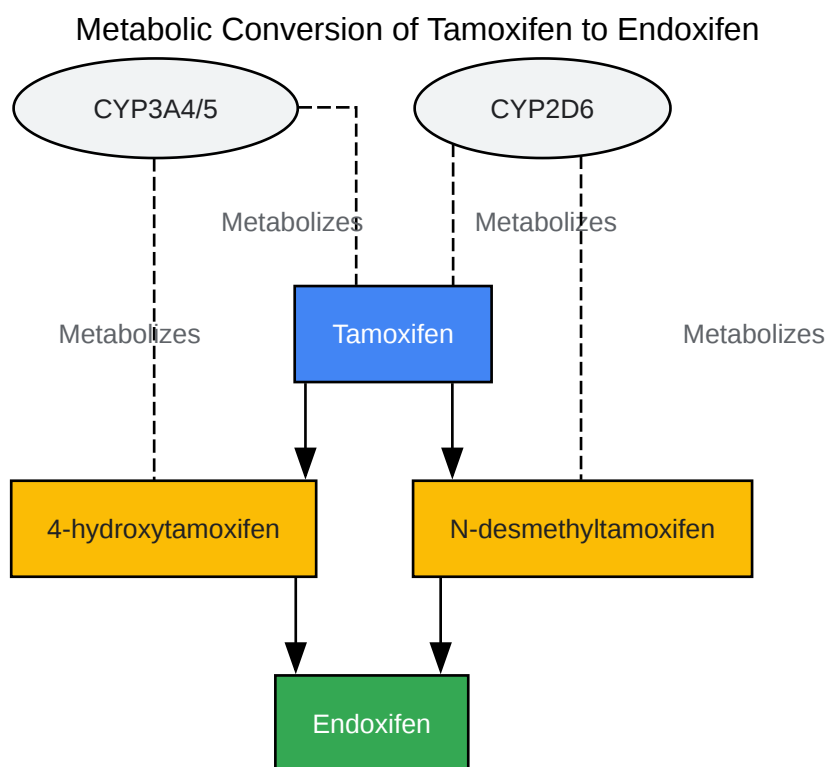 Metabolic Conversion of Tamoxifen to Endoxifen
CYP3A4/5
CYP2D6
Metabolizes
Metabolizes
Metabolizes
Tamoxifen
Metabolizes
4-hydroxytamoxifen
N-desmethyltamoxifen
Endoxifen